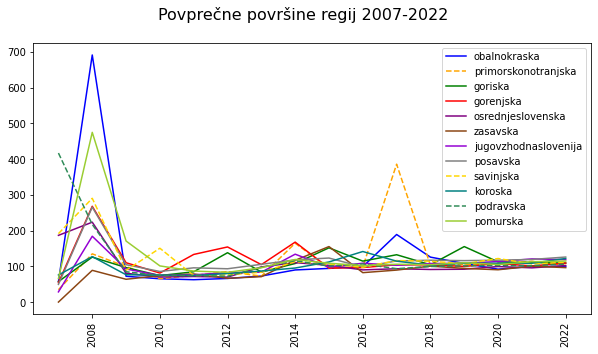 Povprečne površine regij 2007-2022
700
600
500
400
300
200
100
0
obalnokraska
primorskonotranjska
goriska
gorenjska
osrednjeslovenska
zasavska
jugovzhodnaslovenija
posavska
savinjska
koroska
podravska
pomurska
2008
2010
2012
2014
2016
2018
2020
2022